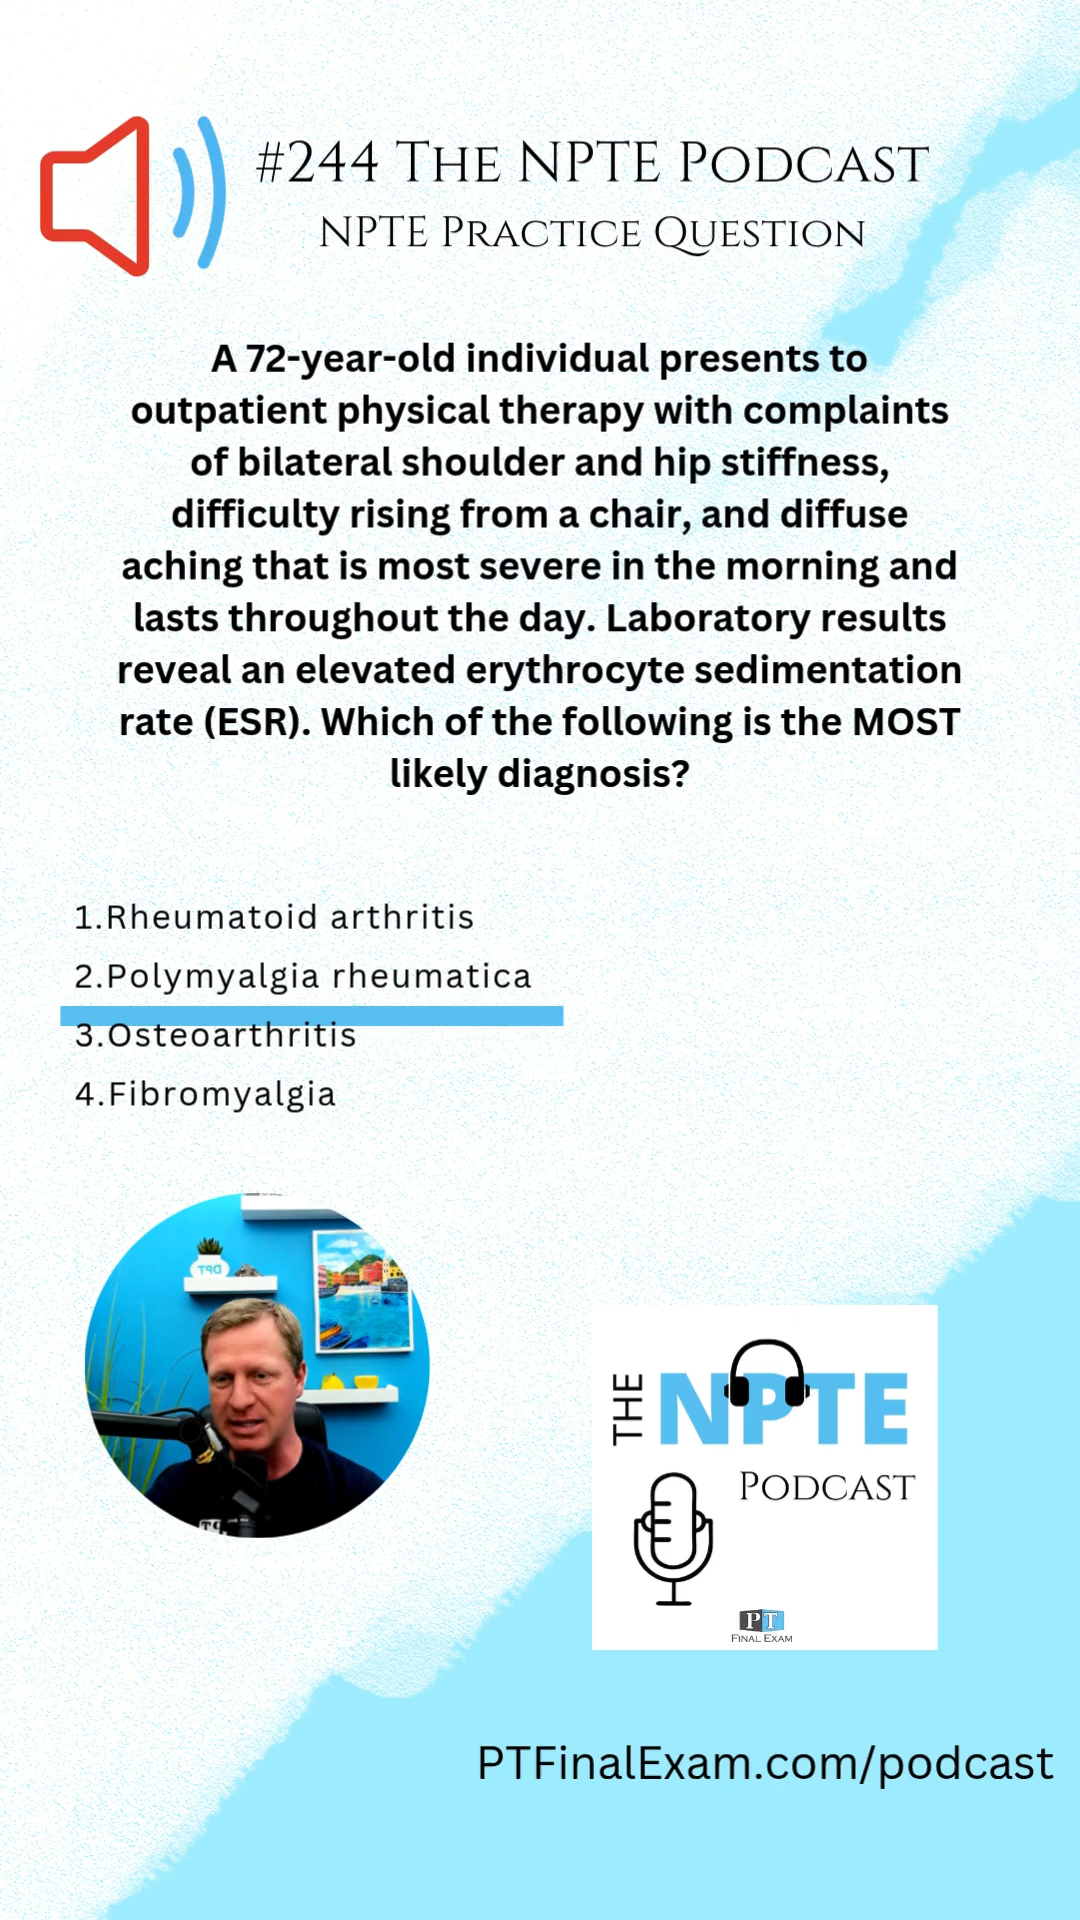 #244 The NPTE Podcast
NPTE Practice Question
A 72-year-old individual presents to
outpatient physical therapy with complaints
of bilateral shoulder and hip stiffness,
difficulty rising from a chair, and diffuse
aching that is most severe in the morning and
lasts throughout the day. Laboratory results
reveal an elevated erythrocyte sedimentation
rate (ESR). Which of the following is the MOST
likely diagnosis?
1.Rheumatoid arthritis
2.Polymyalgia rheumatica
3.Osteoarthritis
4.Fibromyalgia
DPT
THE NPTE
Podcast
PT
Final Exam
PTFinalExam.com/podcast